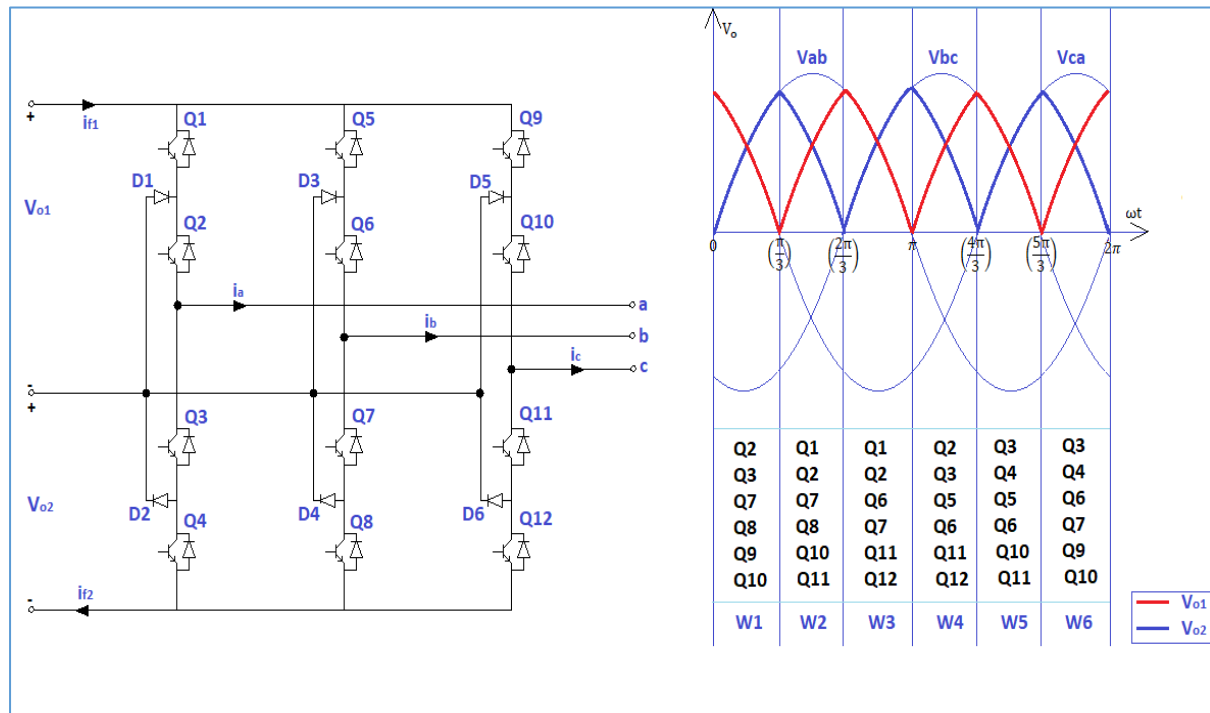 +
if1
Q1
Q5
Q9
D1
D3
D5
Vo1
Q2
Q6
Q10
ia
a
ib
b
ic
c
-
+
Q3
Q7
Q11
Vo2
D2
D4
D6
Q4
Q8
Q12
-
if2
Vo
Vab
Vbc
Vca
ωt
0
(π/3)
(2π/3)
π
(4π/3)
(5π/3)
2π
Q2 Q1 Q1 Q2 Q3 Q3
Q3 Q2 Q2 Q3 Q4 Q4
Q7 Q7 Q6 Q5 Q5 Q6
Q8 Q8 Q7 Q6 Q6 Q7
Q9 Q10 Q11 Q11 Q10 Q9
Q10 Q11 Q12 Q12 Q11 Q10
W1 W2 W3 W4 W5 W6
Vo1
Vo2